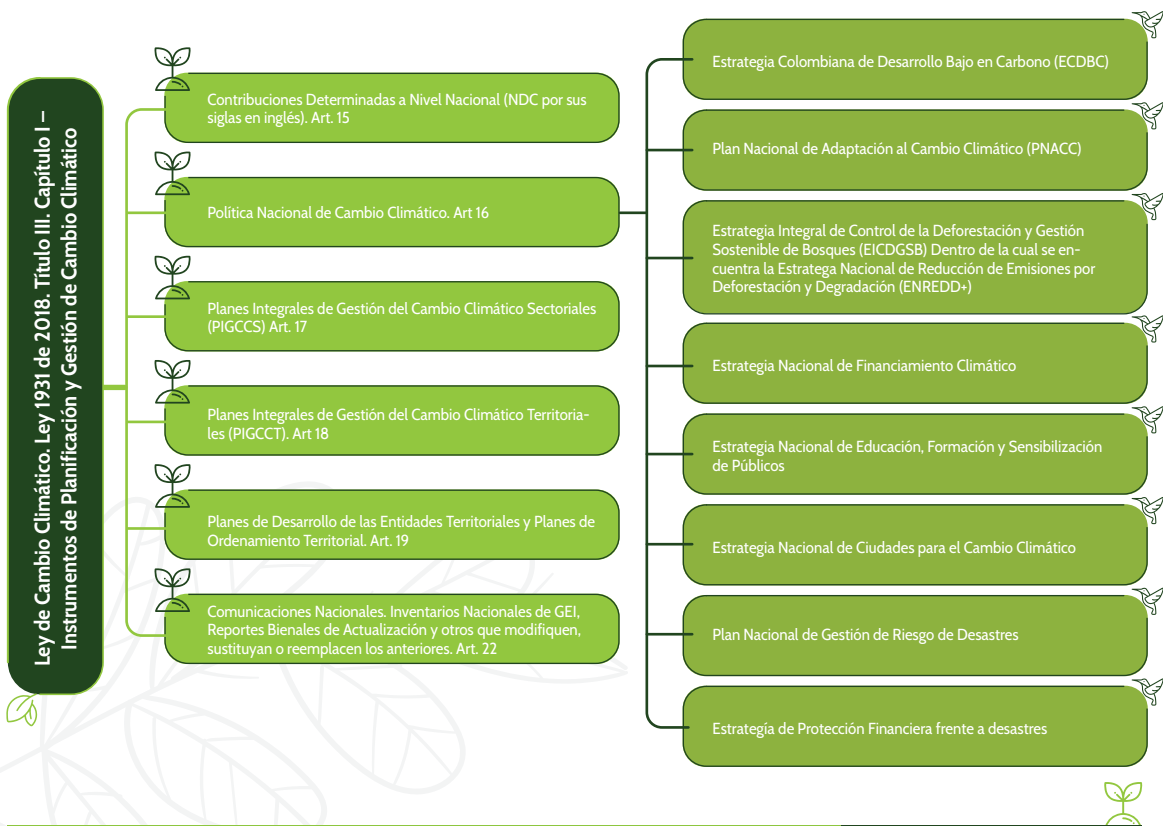 Ley de Cambio Climático. Ley 1931 de 2018. Título III. Capítulo I –
Instrumentos de Planificación y Gestión de Cambio Climático
Contribuciones Determinadas a Nivel Nacional (NDC por sus
siglas en inglés). Art. 15
Política Nacional de Cambio Climático. Art 16
Planes Integrales de Gestión del Cambio Climático Sectoriales
(PIGCCS) Art. 17
Planes Integrales de Gestión del Cambio Climático Territoria-
les (PIGCCT). Art 18
Planes de Desarrollo de las Entidades Territoriales y Planes de
Ordenamiento Territorial. Art. 19
Comunicaciones Nacionales. Inventarios Nacionales de GEI,
Reportes Bienales de Actualización y otros que modifiquen,
sustituyan o reemplacen los anteriores. Art. 22
Estrategia Colombiana de Desarrollo Bajo en Carbono (ECDBC)
Plan Nacional de Adaptación al Cambio Climático (PNACC)
Estrategia Integral de Control de la Deforestación y Gestión
Sostenible de Bosques (EICDGSB) Dentro de la cual se en-
cuentra la Estratega Nacional de Reducción de Emisiones por
Deforestación y Degradación (ENREDD+)
Estrategia Nacional de Financiamiento Climático
Estrategia Nacional de Educación, Formación y Sensibilización
de Públicos
Estrategia Nacional de Ciudades para el Cambio Climático
Plan Nacional de Gestión de Riesgo de Desastres
Estrategía de Protección Financiera frente a desastres